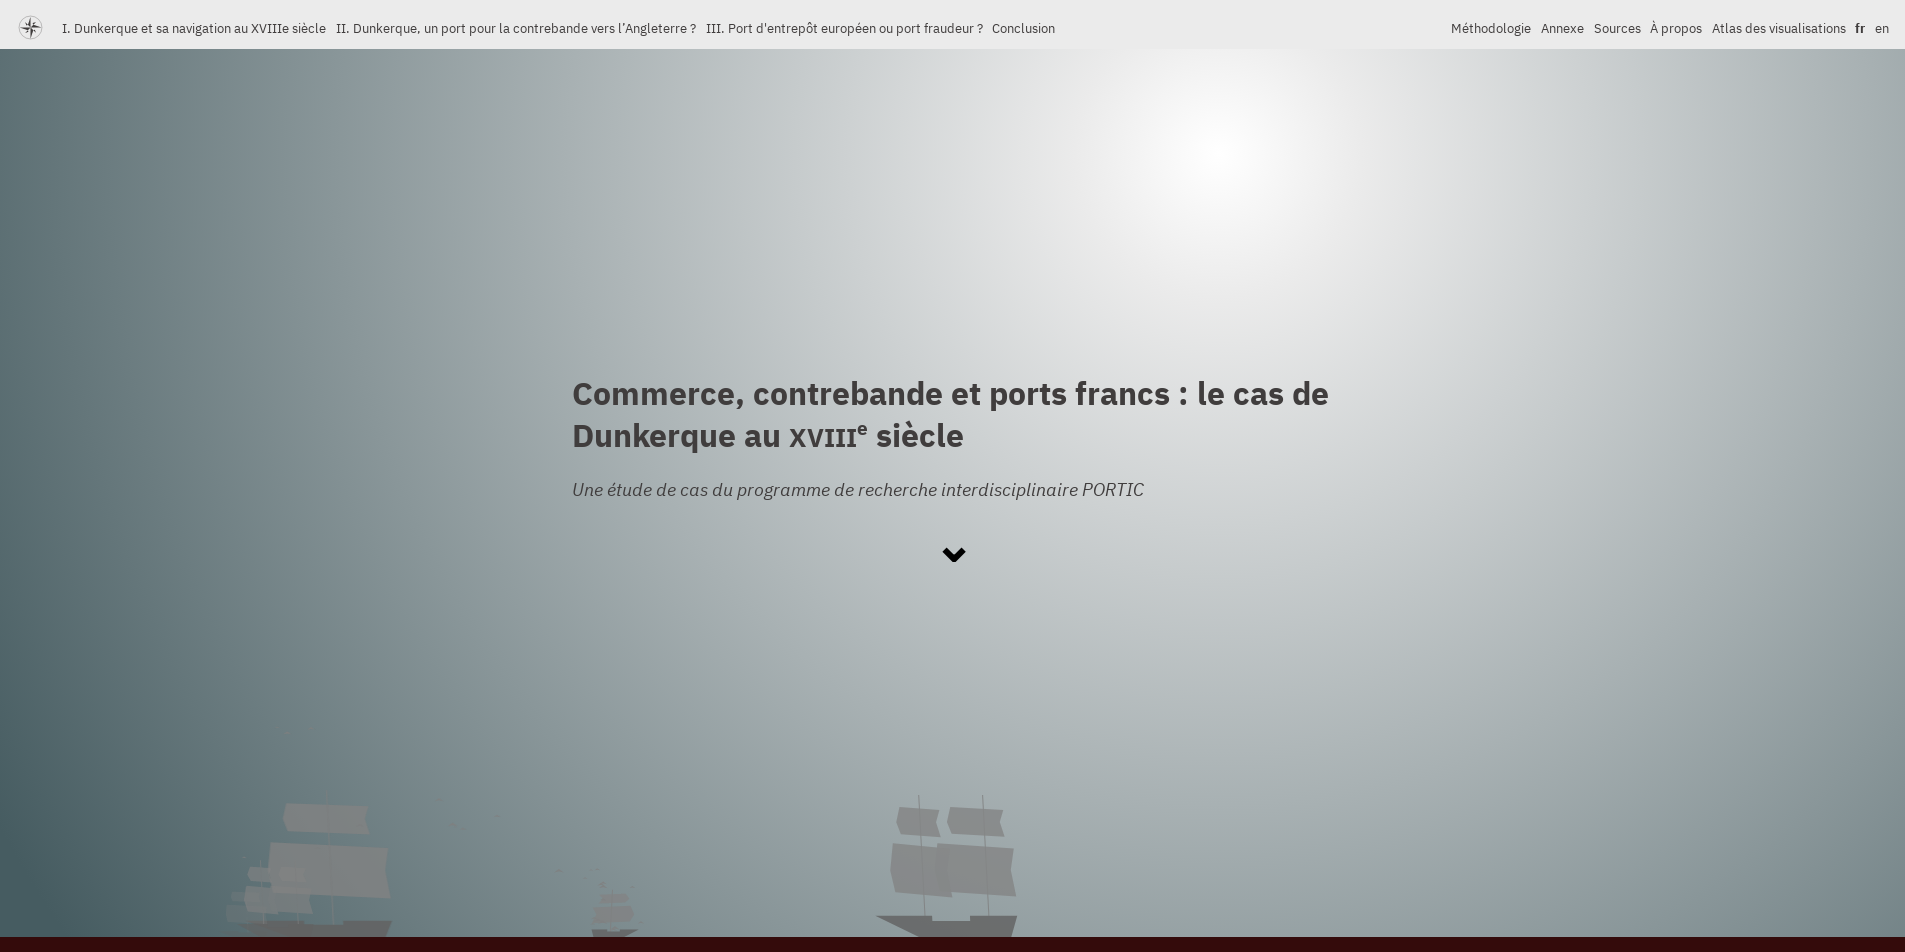 I. Dunkerque et sa navigation au XVIIIe siècle II. Dunkerque, un port pour la contrebande vers l’Angleterre ? III. Port d'entrepôt européen ou port fraudeur ? Conclusion Méthodologie Annexe Sources À propos Atlas des visualisations fr en
Commerce, contrebande et ports francs : le cas de
Dunkerque au XVIIIe siècle
Une étude de cas du programme de recherche interdisciplinaire PORTIC